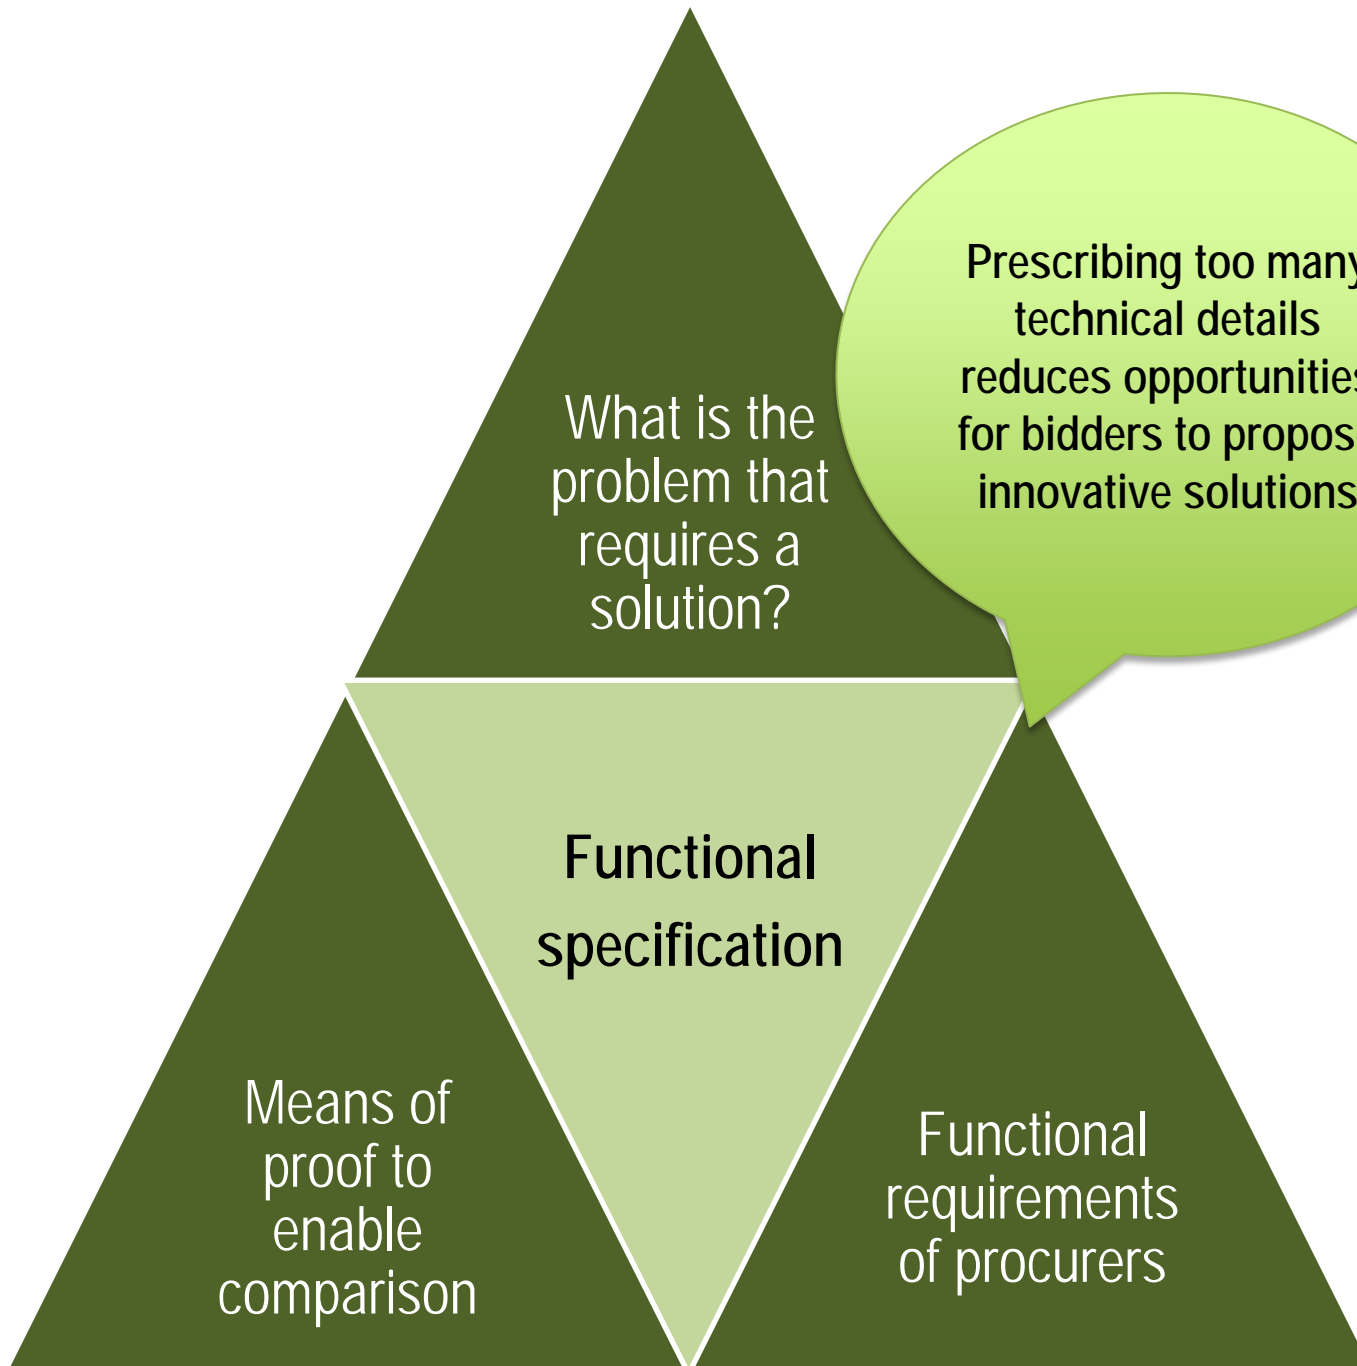 Prescribing too many
technical details
reduces opportunities
for bidders to propos
innovative solutions
What is the
problem that
requires a
solution?
Functional
specification
Means of
proof to
enable
comparison
Functional
requirements
of procurers